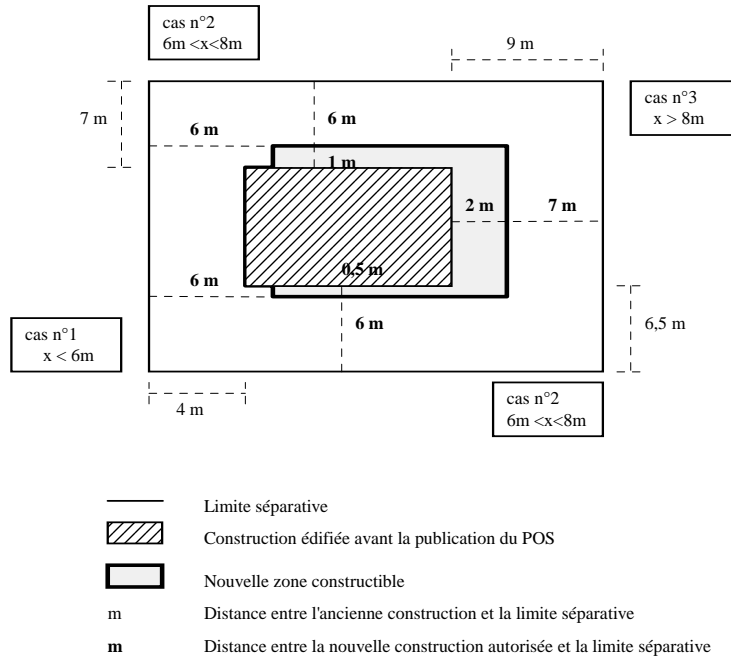 cas n°2
6m <x<8m
9 m
7 m
6 m
6 m
cas n°3
x > 8m
1 m
2 m
7 m
0,5 m
6 m
6 m
6,5 m
cas n°1
x < 6m
4 m
cas n°2
6m <x<8m
Limite séparative
Construction édifiée avant la publication du POS
Nouvelle zone constructible
m Distance entre l'ancienne construction et la limite séparative
m Distance entre la nouvelle construction autorisée et la limite séparative